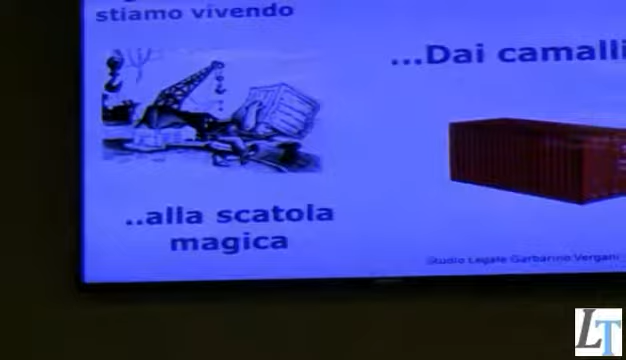 stiamo vivendo
...Dai camalli
..alla scatola
magica
Studio Legale Garbarino Vergani
LT